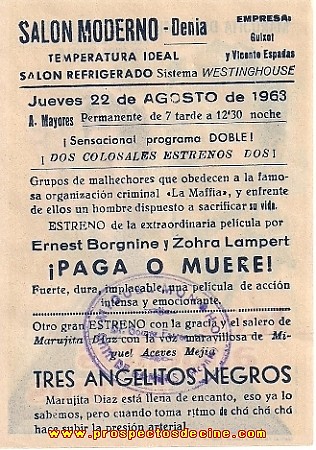 SALON MODERNO - Denia
EMPRESA:
Guixot
y Vicente Espadas
TEMPERATURA IDEAL
SALON REFRIGERADO Sistema WESTINGHOUSE
Jueves 22 de AGOSTO de 1963
A. Mayores Permanente de 7 tarde a 12'30 noche
¡Sensacional programa DOBLE!
¡DOS COLOSALES ESTRENOS DOS!
Grupos de malhechores que obedecen a la famo-
sa organización criminal «La Maffia», y enfrente
de ellos un hombre dispuesto a sacrificar su vida.
ESTRENO de la extraordinaria película por
Ernest Borgnine y Zohra Lampert
¡PAGA O MUERE!
Fuerte, dura, implacable, una película de acción
intensa y emocionante.
Otro gran ESTRENO con la gracia y el salero de
Marujita Díaz con la voz maravillosa de Mi-
guel Aceves Mejía
TRES ANGELITOS NEGROS
Marujita Díaz está llena de encanto, eso ya lo
sabemos, pero cuando toma ritmo de chá chá chá
hace subir la presión arterial.
www.prospectosdecine.com